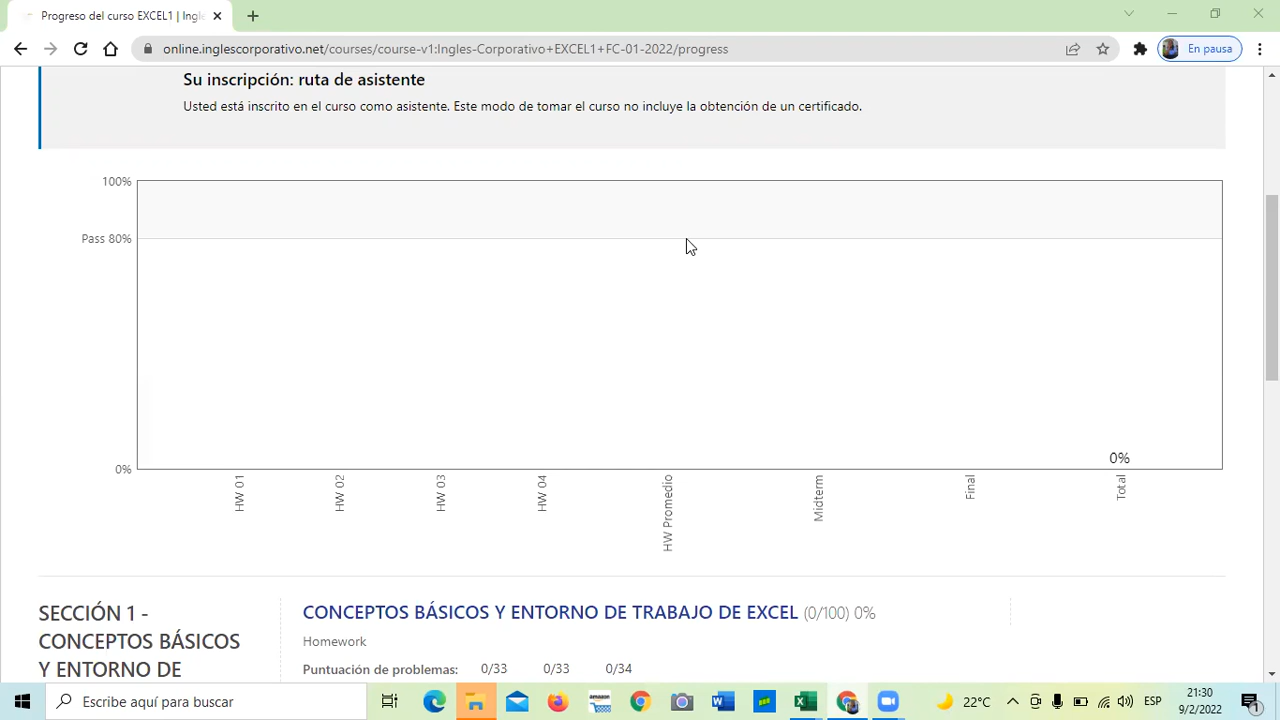 Progreso del curso EXCEL1 | Ingle
online.inglescorporativo.net/courses/course-v1:Ingles-Corporativo+EXCEL1+FC-01-2022/progress
En pausa
Su inscripción: ruta de asistente
Usted está inscrito en el curso como asistente. Este modo de tomar el curso no incluye la obtención de un certificado.
100%
Pass 80%
0%
0%
HW 01
HW 02
HW 03
HW 04
HW Promedio
Midterm
Final
Total
SECCIÓN 1 -
CONCEPTOS BÁSICOS
Y ENTORNO DE
CONCEPTOS BÁSICOS Y ENTORNO DE TRABAJO DE EXCEL (0/100) 0%
Homework
Puntuación de problemas: 0/33 0/33 0/34
Escribe aquí para buscar
amazon
22°C
ESP
21:30
9/2/2022
1